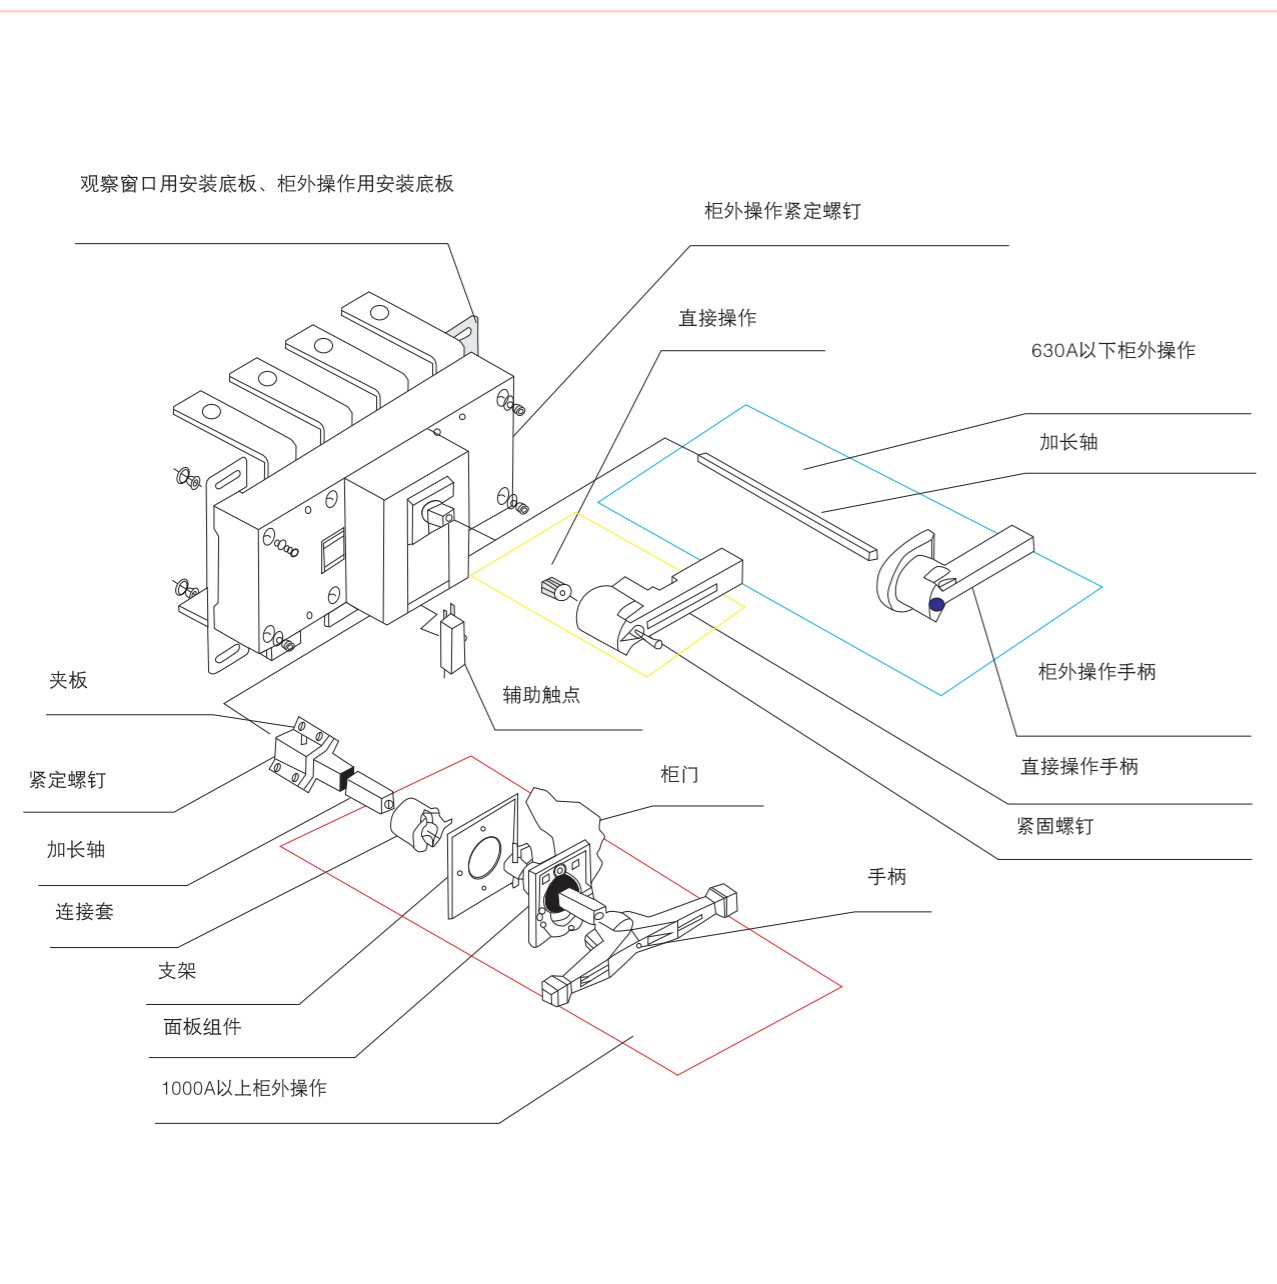 观察窗口用安装底板、柜外操作用安装底板
柜外操作紧定螺钉
直接操作
630A以下柜外操作
加长轴
柜外操作手柄
夹板
辅助触点
直接操作手柄
柜门
紧定螺钉
紧固螺钉
加长轴
手柄
连接套
支架
面板组件
1000A以上柜外操作